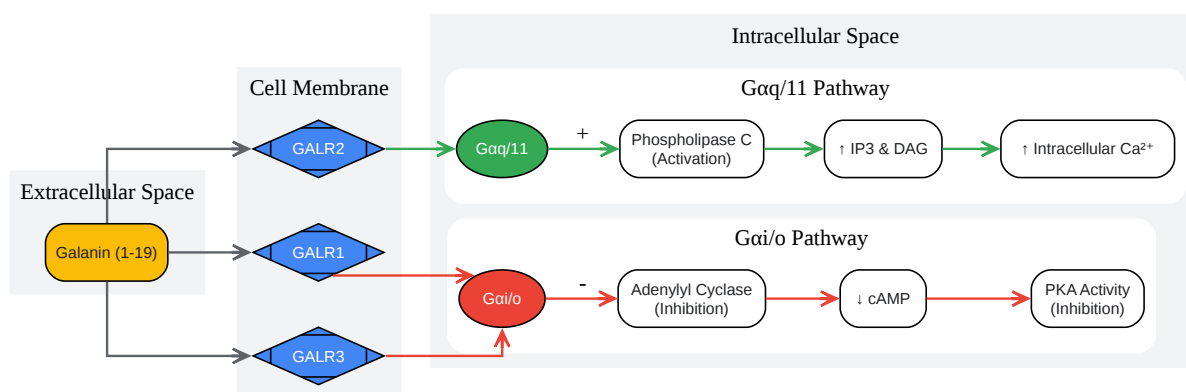 Intracellular Space
Cell Membrane
Gαq/11 Pathway
GALR2
Gαq/11
+
Phospholipase C
(Activation)
↑ IP3 & DAG
↑ Intracellular Ca²⁺
Extracellular Space
Galanin (1-19)
GALR1
Gαi/o Pathway
Gαi/o
-
Adenylyl Cyclase
(Inhibition)
↓ cAMP
PKA Activity
(Inhibition)
GALR3